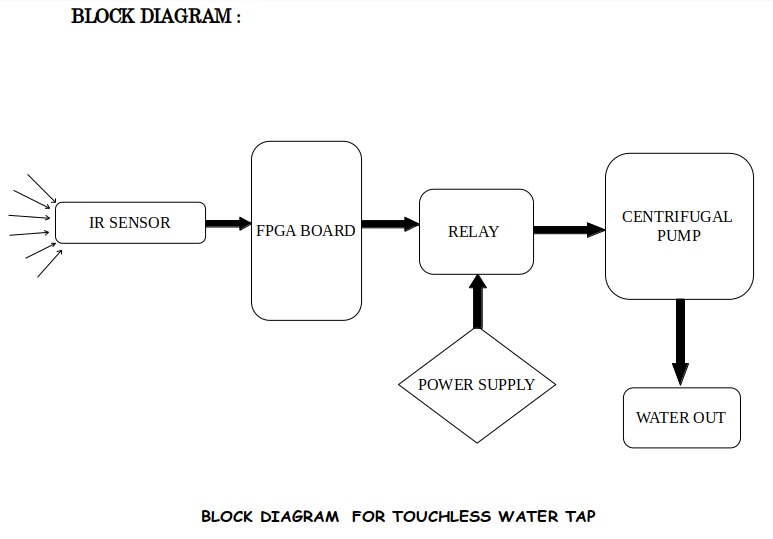 BLOCK DIAGRAM :
IR SENSOR
FPGA BOARD
RELAY
CENTRIFUGAL
PUMP
POWER SUPPLY
WATER OUT
BLOCK DIAGRAM FOR TOUCHLESS WATER TAP